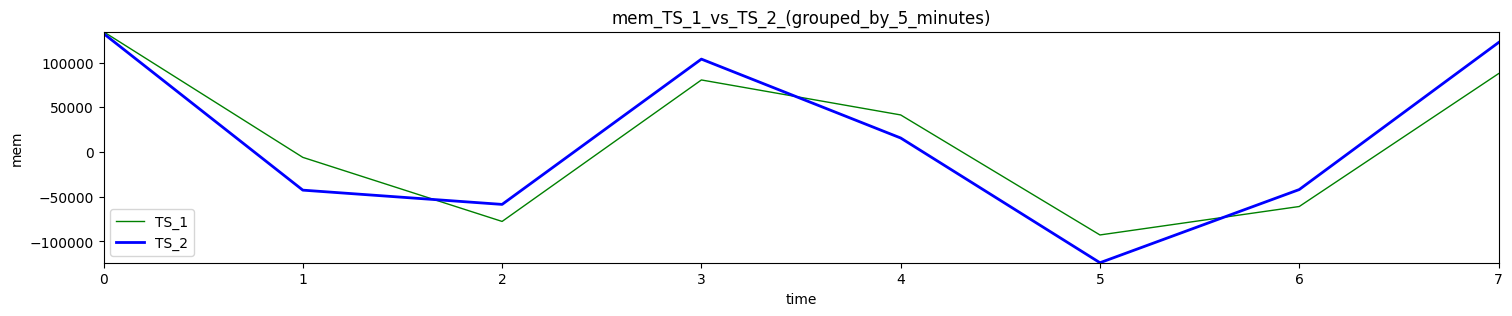 mem_TS_1_vs_TS_2_(grouped_by_5_minutes)
mem
100000
50000
0
−50000
−100000
TS_1
TS_2
0 1 2 3 4 5 6 7
time